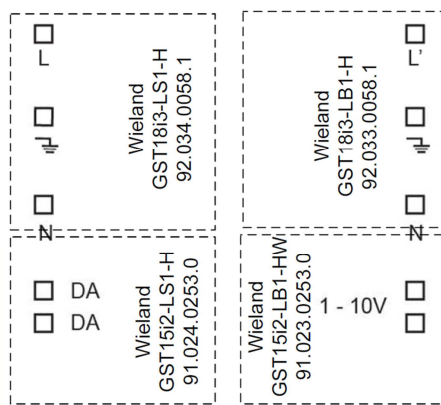 L
Wieland
GST18i3-LS1-H
92.034.0058.1
N
L'
Wieland
GST18i3-LB1-H
92.033.0058.1
N
DA
DA
Wieland
GST15i2-LS1-H
91.024.0253.0
Wieland
GST15i2-LB1-HW
91.023.0253.0
1 - 10V